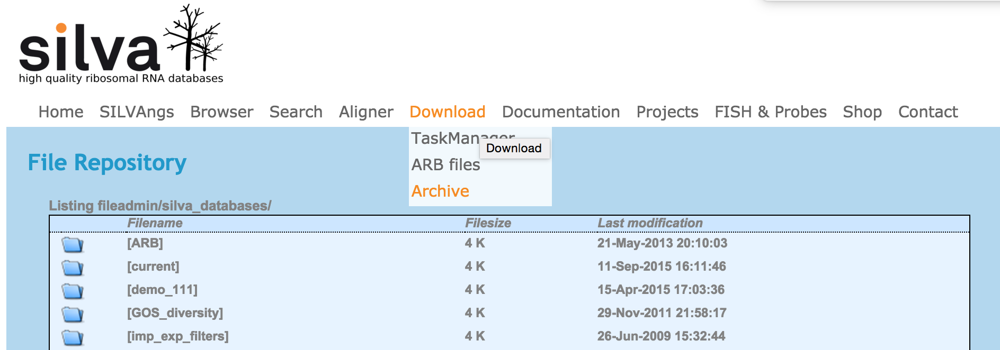 silva
high quality ribosomal RNA databases
Home SILVAngs Browser Search Aligner Download Documentation Projects FISH & Probes Shop Contact
TaskManager
Download
File Repository
ARB files
Archive
Listing fileadmin/silva_databases/
Filename Filesize Last modification
[ARB] 4 K 21-May-2013 20:10:03
[current] 4 K 11-Sep-2015 16:11:46
[demo_111] 4 K 15-Apr-2015 17:03:36
[GOS_diversity] 4 K 29-Nov-2011 21:58:17
[imp_exp_filters] 4 K 26-Jun-2009 15:32:44